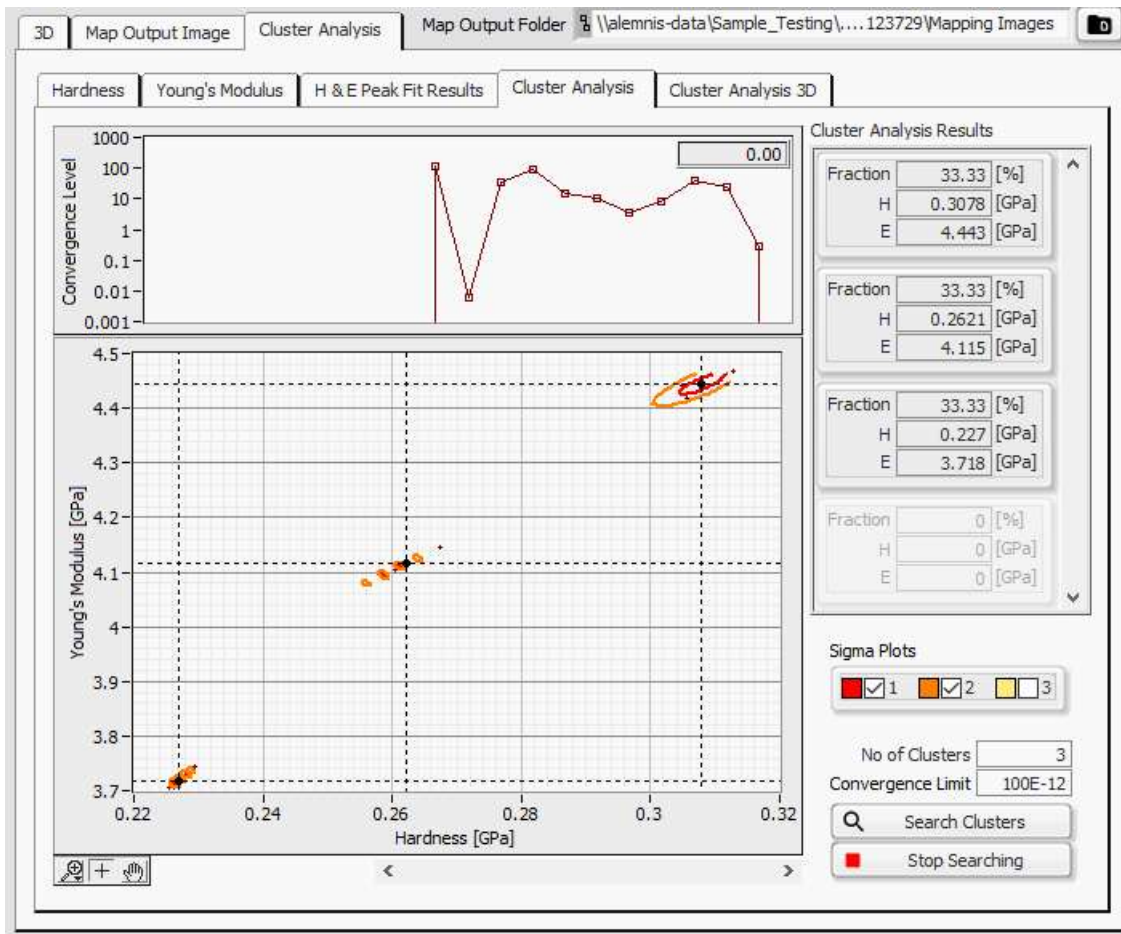 3D
Map Output Image
Cluster Analysis
Map Output Folder
\\alemnis-data\Sample_Testing\....123729\Mapping Images
Hardness
Young's Modulus
H & E Peak Fit Results
Cluster Analysis
Cluster Analysis 3D
Convergence Level
1000
100
10
1
0.1
0.01
0.001
0.00
Young's Modulus [GPa]
4.5
4.4
4.3
4.2
4.1
4
3.9
3.8
3.7
0.22
0.24
0.26
0.28
0.3
0.32
Hardness [GPa]
Cluster Analysis Results
Fraction 33.33 [%]
H 0.3078 [GPa]
E 4.443 [GPa]
Fraction 33.33 [%]
H 0.2621 [GPa]
E 4.115 [GPa]
Fraction 33.33 [%]
H 0.227 [GPa]
E 3.718 [GPa]
Fraction 0 [%]
H 0 [GPa]
E 0 [GPa]
Sigma Plots
1 2 3
No of Clusters 3
Convergence Limit 100E-12
Search Clusters
Stop Searching